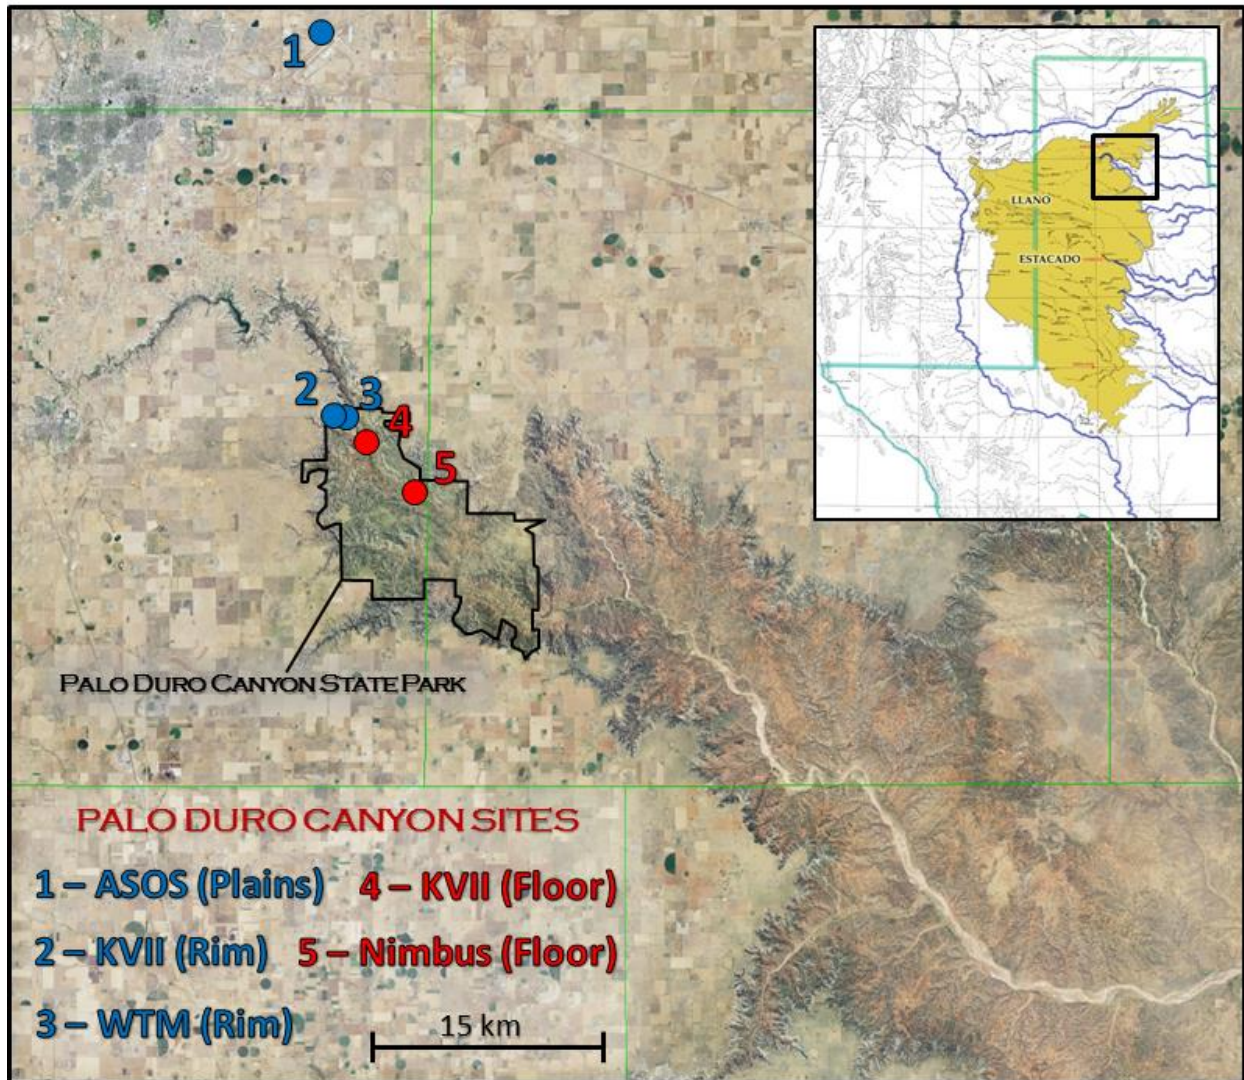 1
LLANO
ESTACADO
2
3
4
5
PALO DURO CANYON STATE PARK
PALO DURO CANYON SITES
1 – ASOS (Plains) 4 – KVII (Floor)
2 – KVII (Rim) 5 – Nimbus (Floor)
3 – WTM (Rim)
15 km